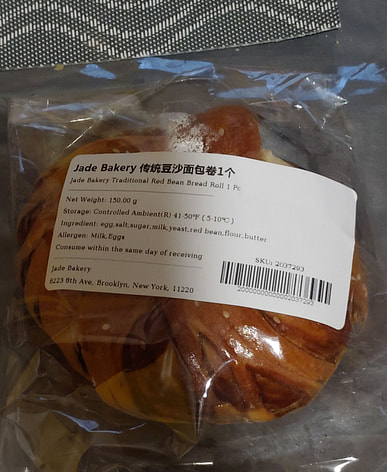 Jade Bakery 传统豆沙面包卷1个
Jade Bakery Traditional Red Bean Bread Roll 1 Pc
Net Weight: 150.00 g
Storage: Controlled Ambient(R) 41-50ºF ( 5-10ºC )
Ingredient: egg,salt,sugar,milk,yeast,red bean,flour,butter
Allergen: Milk,Eggs
Consume within the same day of receiving
SKU: 2037293
Jade Bakery
6223 8th Ave, Brooklyn, New York, 11220